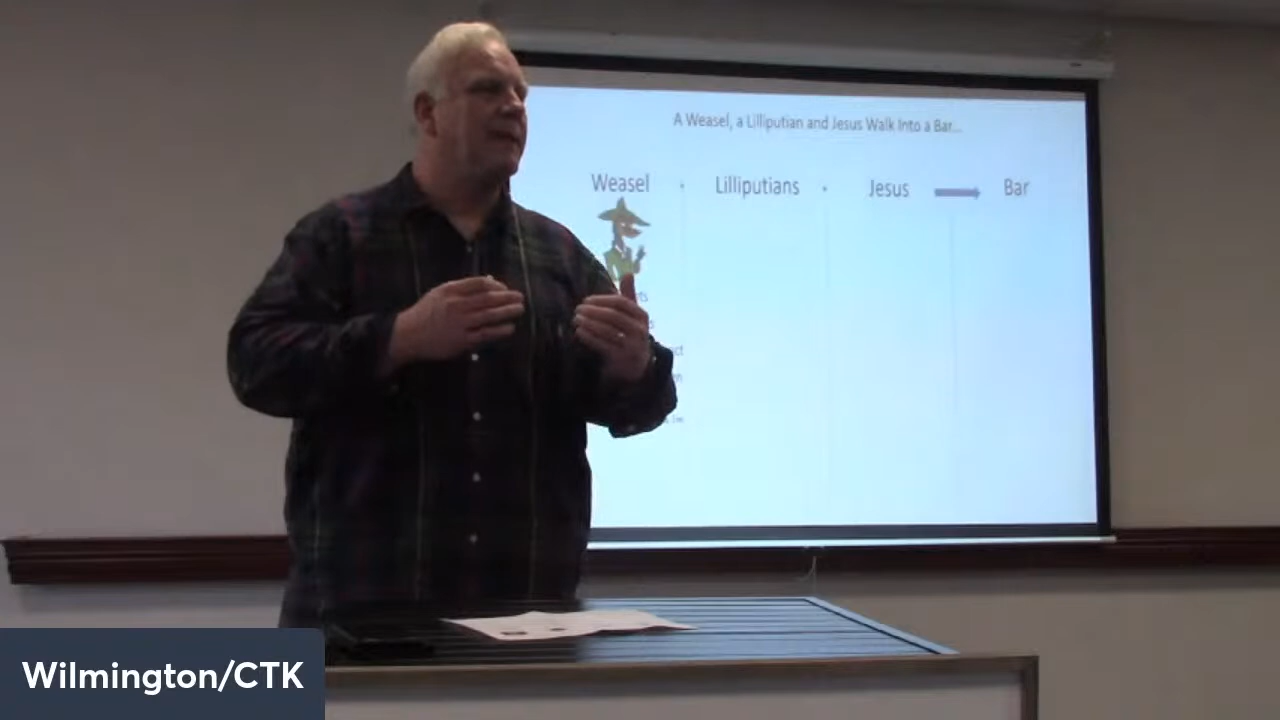 A Weasel, a Lilliputian and Jesus Walk Into a Bar...
Weasel • Lilliputians • Jesus Bar
Wilmington/CTK